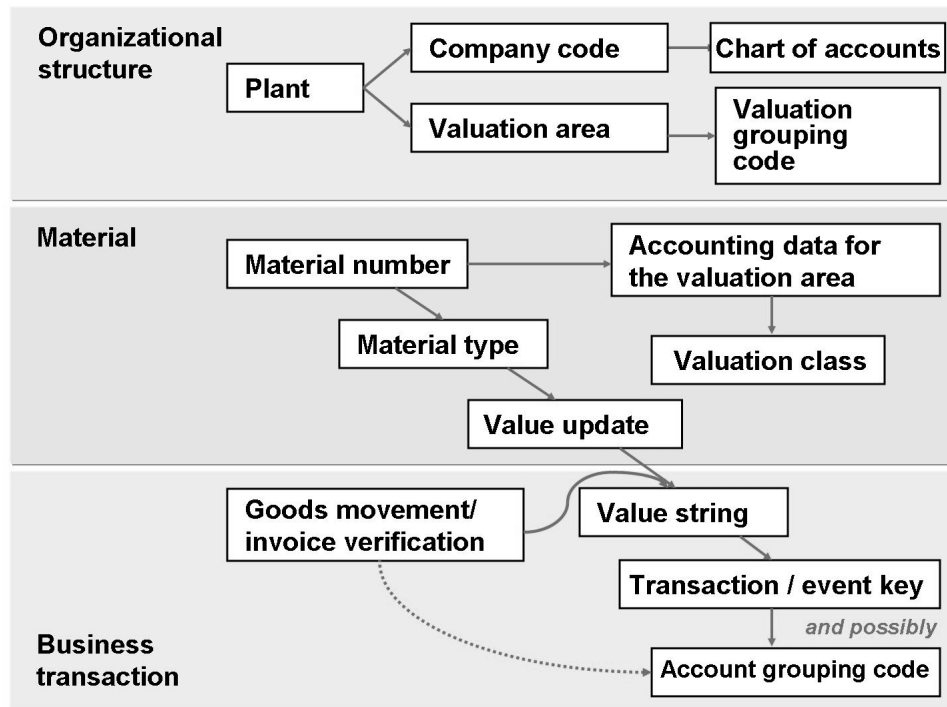 Organizational
structure
Plant
Company code
Chart of accounts
Valuation area
Valuation
grouping
code
Material
Material number
Accounting data for
the valuation area
Material type
Valuation class
Value update
Goods movement/
invoice verification
Value string
Transaction / event key
and possibly
Business
transaction
Account grouping code